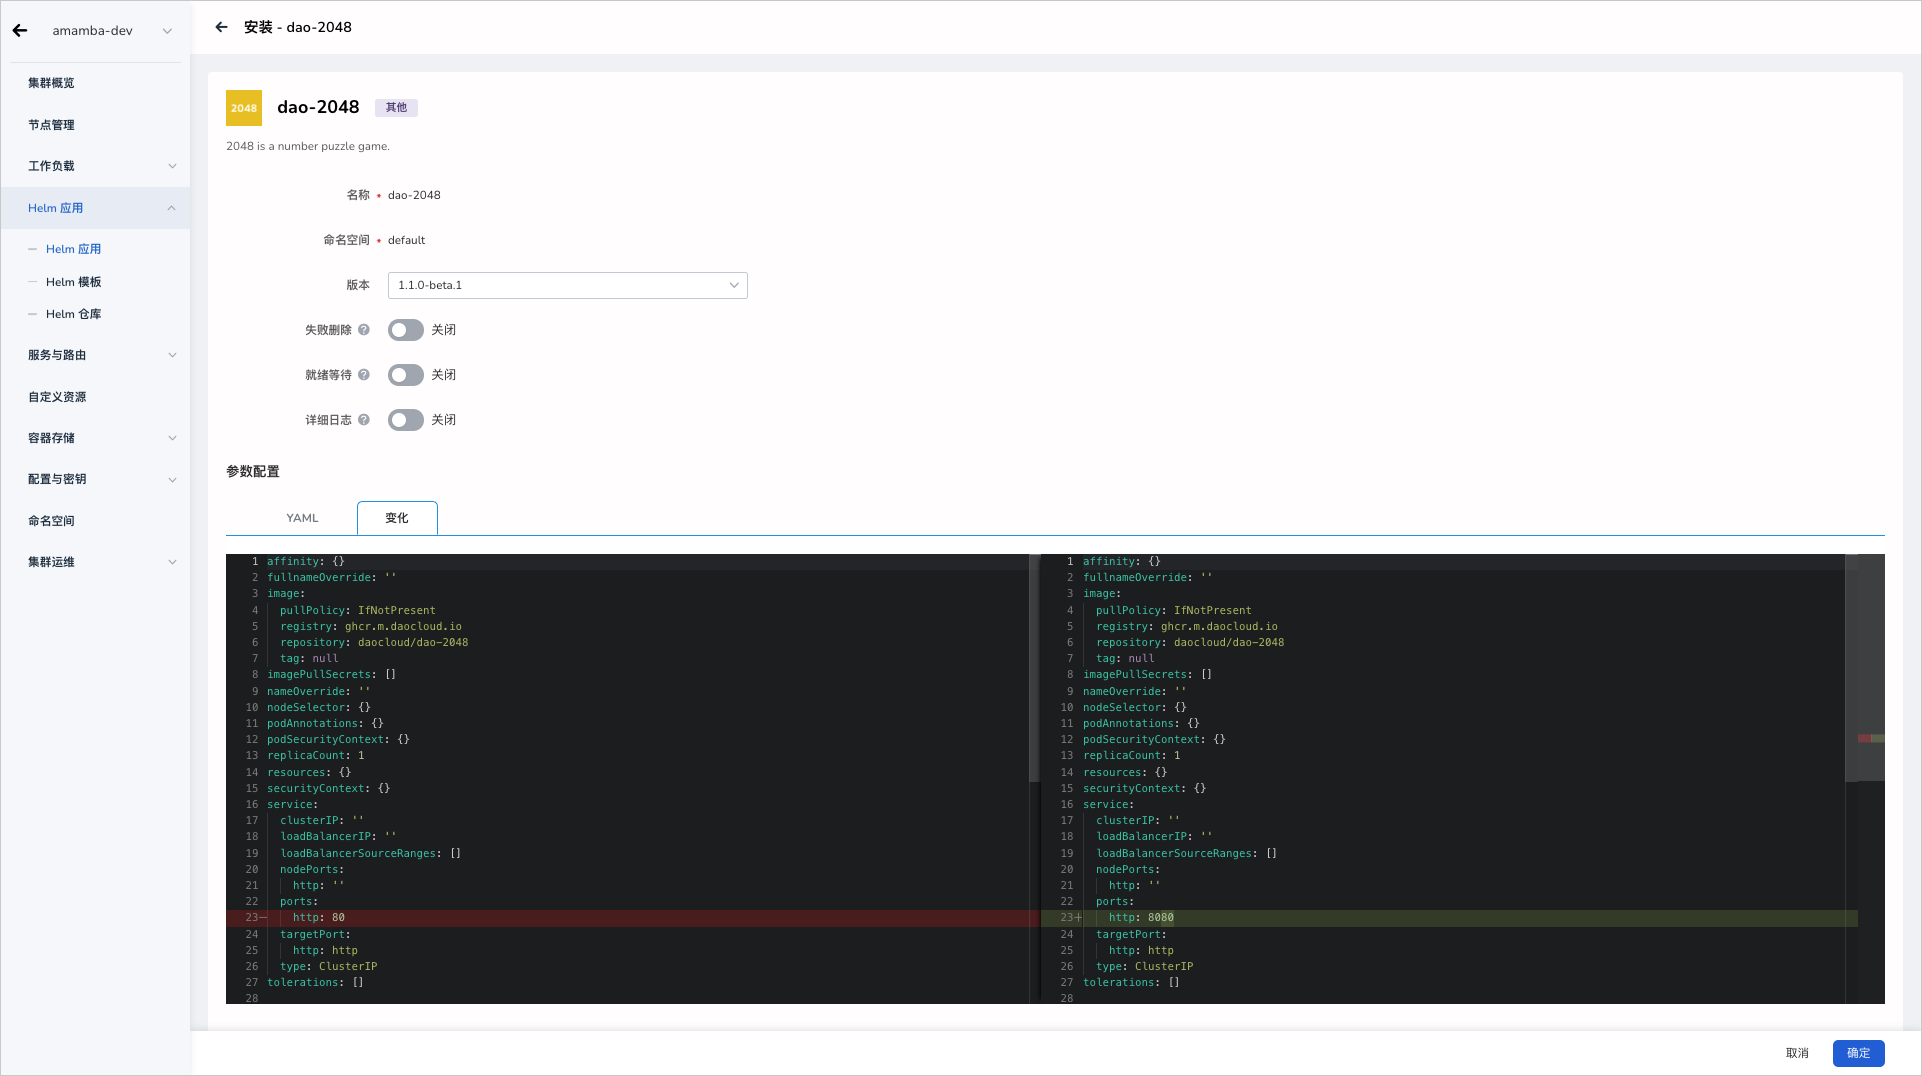 amamba-dev
集群概览
节点管理
工作负载
Helm 应用
Helm 应用
Helm 模板
Helm 仓库
服务与路由
自定义资源
容器存储
配置与密钥
命名空间
集群运维
安装 - dao-2048
2048 dao-2048 其他
2048 is a number puzzle game.
名称 • dao-2048
命名空间 • default
版本 1.1.0-beta.1
失败删除 ? 关闭
就绪等待 ? 关闭
详细日志 ? 关闭
参数配置
YAML 变化
1 affinity: {}
2 fullnameOverride: ''
3 image:
4 pullPolicy: IfNotPresent
5 registry: ghcr.m.daocloud.io
6 repository: daocloud/dao-2048
7 tag: null
8 imagePullSecrets: []
9 nameOverride: ''
10 nodeSelector: {}
11 podAnnotations: {}
12 podSecurityContext: {}
13 replicaCount: 1
14 resources: {}
15 securityContext: {}
16 service:
17 clusterIP: ''
18 loadBalancerIP: ''
19 loadBalancerSourceRanges: []
20 nodePorts:
21 http: ''
22 ports:
23− http: 80
24 targetPort:
25 http: http
26 type: ClusterIP
27 tolerations: []
28
1 affinity: {}
2 fullnameOverride: ''
3 image:
4 pullPolicy: IfNotPresent
5 registry: ghcr.m.daocloud.io
6 repository: daocloud/dao-2048
7 tag: null
8 imagePullSecrets: []
9 nameOverride: ''
10 nodeSelector: {}
11 podAnnotations: {}
12 podSecurityContext: {}
13 replicaCount: 1
14 resources: {}
15 securityContext: {}
16 service:
17 clusterIP: ''
18 loadBalancerIP: ''
19 loadBalancerSourceRanges: []
20 nodePorts:
21 http: ''
22 ports:
23+ http: 8080
24 targetPort:
25 http: http
26 type: ClusterIP
27 tolerations: []
28
取消 确定